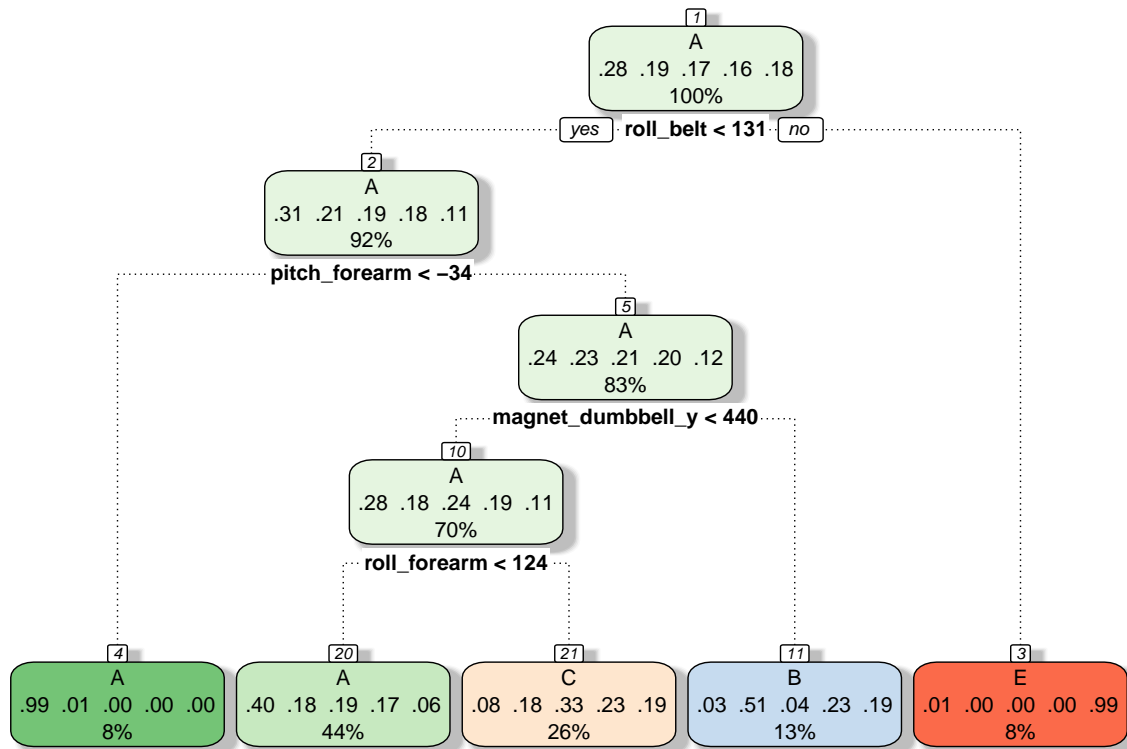 1
A
.28 .19 .17 .16 .18
100%
yes roll_belt < 131 no
2
A
.31 .21 .19 .18 .11
92%
pitch_forearm < −34
5
A
.24 .23 .21 .20 .12
83%
magnet_dumbbell_y < 440
10
A
.28 .18 .24 .19 .11
70%
roll_forearm < 124
4
A
.99 .01 .00 .00 .00
8%
20
A
.40 .18 .19 .17 .06
44%
21
C
.08 .18 .33 .23 .19
26%
11
B
.03 .51 .04 .23 .19
13%
3
E
.01 .00 .00 .00 .99
8%